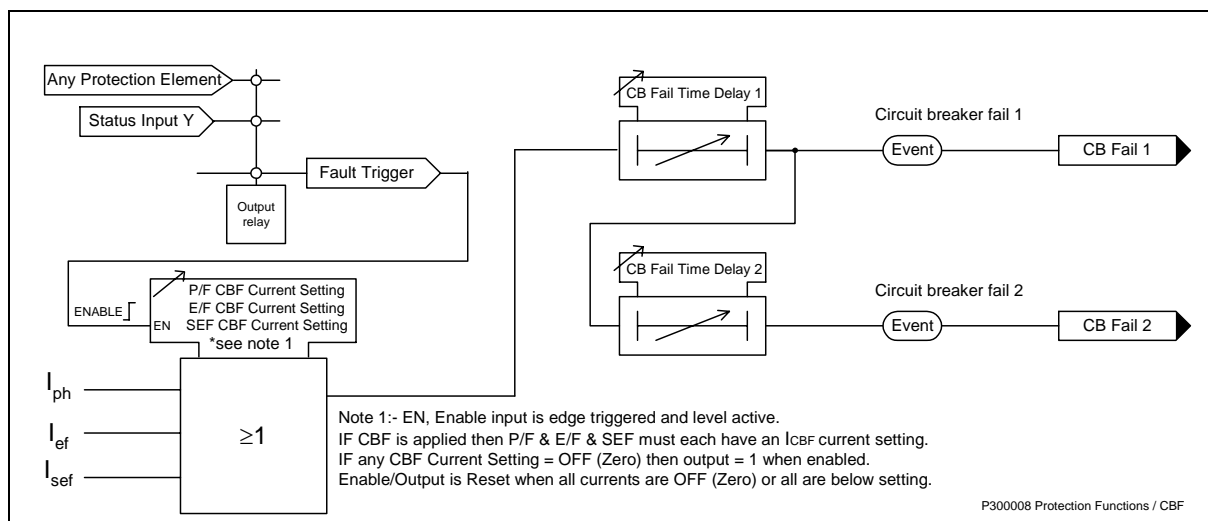 Any Protection Element
Status Input Y
Fault Trigger
Output
relay
ENABLE
EN
P/F CBF Current Setting
E/F CBF Current Setting
SEF CBF Current Setting
*see note 1
Iph
Ief
Isef
≥1
CB Fail Time Delay 1
Circuit breaker fail 1
Event
CB Fail 1
CB Fail Time Delay 2
Circuit breaker fail 2
Event
CB Fail 2
Note 1:- EN, Enable input is edge triggered and level active.
IF CBF is applied then P/F & E/F & SEF must each have an ICBF current setting.
IF any CBF Current Setting = OFF (Zero) then output = 1 when enabled.
Enable/Output is Reset when all currents are OFF (Zero) or all are below setting.
P300008 Protection Functions / CBF